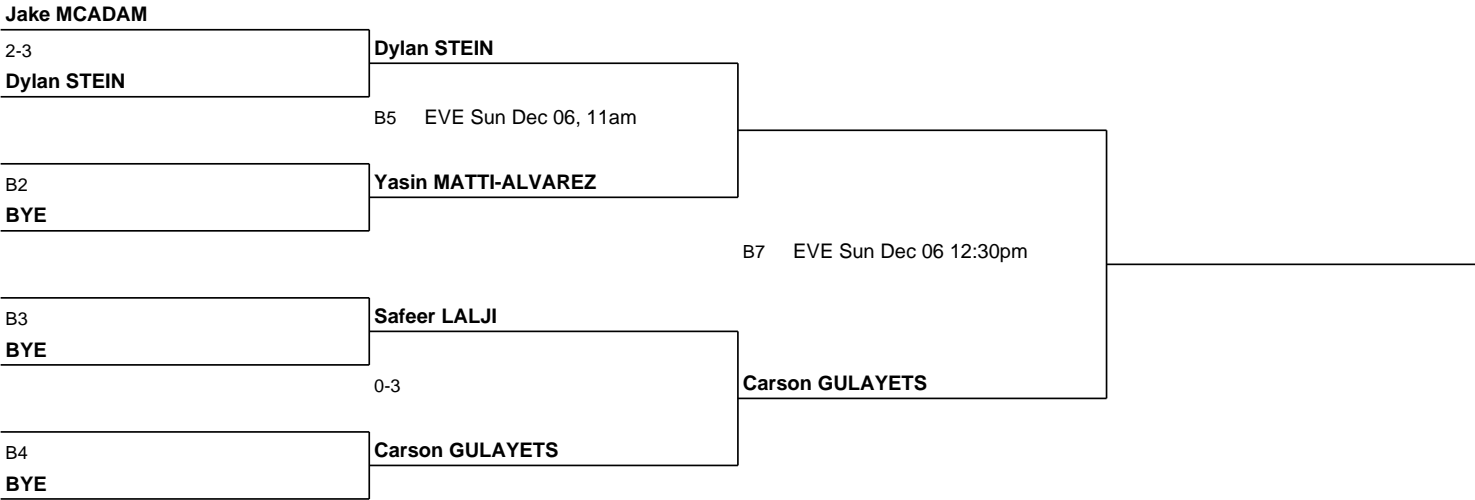 Jake MCADAM
2-3
Dylan STEIN
Dylan STEIN
B5 EVE Sun Dec 06, 11am
B2
Yasin MATTI-ALVAREZ
BYE
B7 EVE Sun Dec 06 12:30pm
B3
Safeer LALJI
BYE
0-3
Carson GULAYETS
B4
Carson GULAYETS
BYE